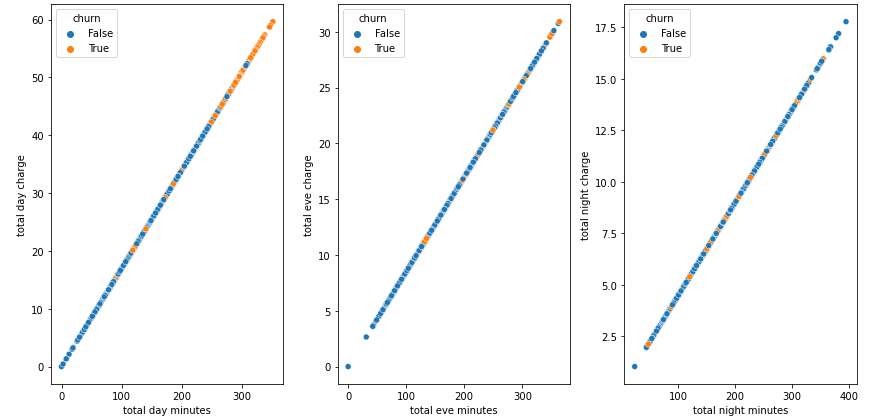 churn
False
True
60
50
40
30
20
10
0
total day charge
0
100
200
300
total day minutes
churn
False
True
30
25
20
15
10
5
0
total eve charge
0
100
200
300
total eve minutes
churn
False
True
17.5
15.0
12.5
10.0
7.5
5.0
2.5
total night charge
100
200
300
400
total night minutes